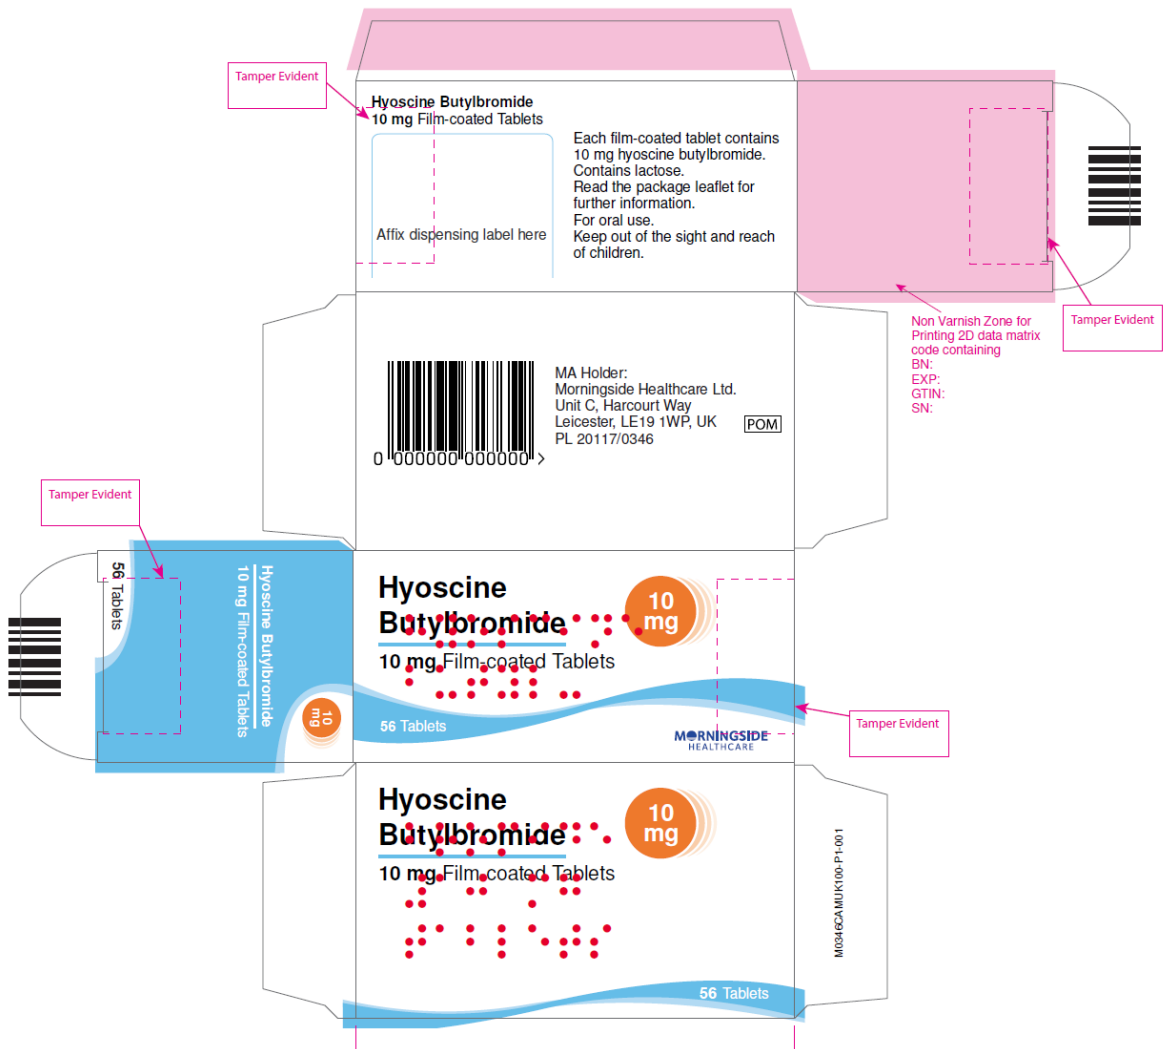 Tamper Evident
Hyoscine Butylbromide
10 mg Film-coated Tablets
Affix dispensing label here
Each film-coated tablet contains
10 mg hyoscine butylbromide.
Contains lactose.
Read the package leaflet for
further information.
For oral use.
Keep out of the sight and reach
of children.
Tamper Evident
Non Varnish Zone for
Printing 2D data matrix
code containing
BN:
EXP:
GTIN:
SN:
0 000000 000000 >
MA Holder:
Morningside Healthcare Ltd.
Unit C, Harcourt Way
Leicester, LE19 1WP, UK
PL 20117/0346
POM
Tamper Evident
56 Tablets
Hyoscine Butylbromide
10 mg Film-coated Tablets
10
mg
Hyoscine
Butylbromide
10 mg Film-coated Tablets
10
mg
56 Tablets
MORNINGSIDE
HEALTHCARE
Tamper Evident
Hyoscine
Butylbromide
10 mg Film-coated Tablets
10
mg
56 Tablets
M0346CAMUK100-P1-001